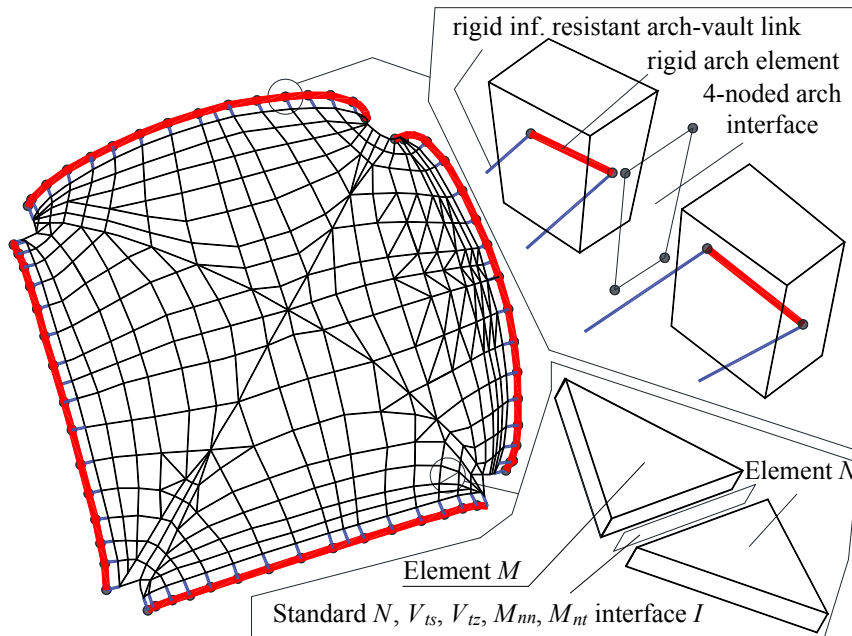 rigid inf. resistant arch-vault link
rigid arch element
4-noded arch
interface
Element N
Element M
Standard N, Vts, Vtz, Mnn, Mnt interface I